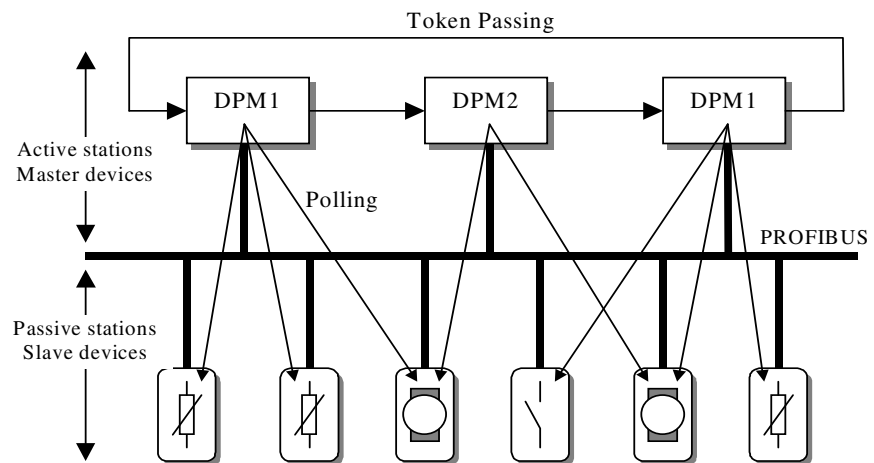 Token Passing
DPM1
DPM2
DPM1
Active stations
Master devices
Polling
PROFIBUS
Passive stations
Slave devices